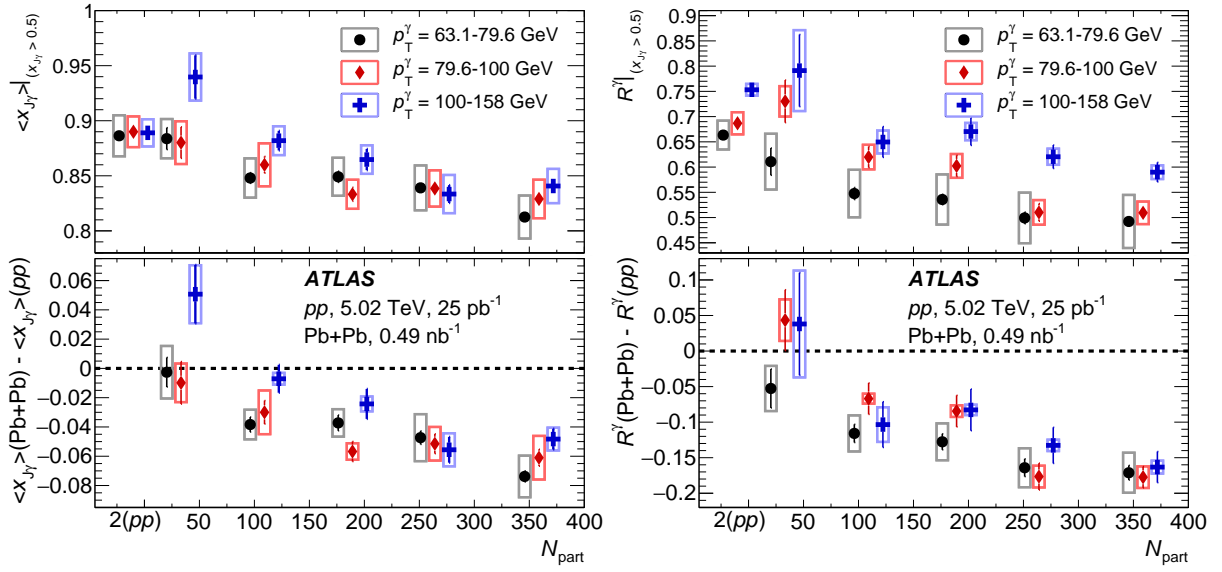 <x_Jγ>|(x_Jγ > 0.5)
0.95
0.9
0.85
0.8
p_T^γ = 63.1-79.6 GeV
p_T^γ = 79.6-100 GeV
p_T^γ = 100-158 GeV
<x_Jγ>(Pb+Pb) - <x_Jγ>(pp)
0.06
0.04
0.02
0
−0.02
−0.04
−0.06
−0.08
ATLAS
pp, 5.02 TeV, 25 pb⁻¹
Pb+Pb, 0.49 nb⁻¹
2(pp) 50 100 150 200 250 300 350 400
N_part
R^γ|(x_Jγ > 0.5)
0.9
0.85
0.8
0.75
0.7
0.65
0.6
0.55
0.5
0.45
p_T^γ = 63.1-79.6 GeV
p_T^γ = 79.6-100 GeV
p_T^γ = 100-158 GeV
R^γ(Pb+Pb) - R^γ(pp)
0.1
0.05
0
−0.05
−0.1
−0.15
−0.2
ATLAS
pp, 5.02 TeV, 25 pb⁻¹
Pb+Pb, 0.49 nb⁻¹
2(pp) 50 100 150 200 250 300 350 400
N_part